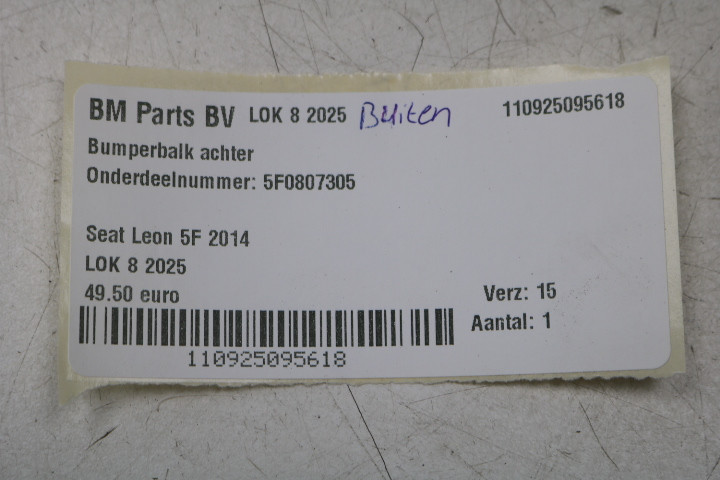 BM Parts BV LOK 8 2025 Buiten 110925095618
Bumperbalk achter
Onderdeelnummer: 5F0807305
Seat Leon 5F 2014
LOK 8 2025
49.50 euro Verz: 15
Aantal: 1
110925095618